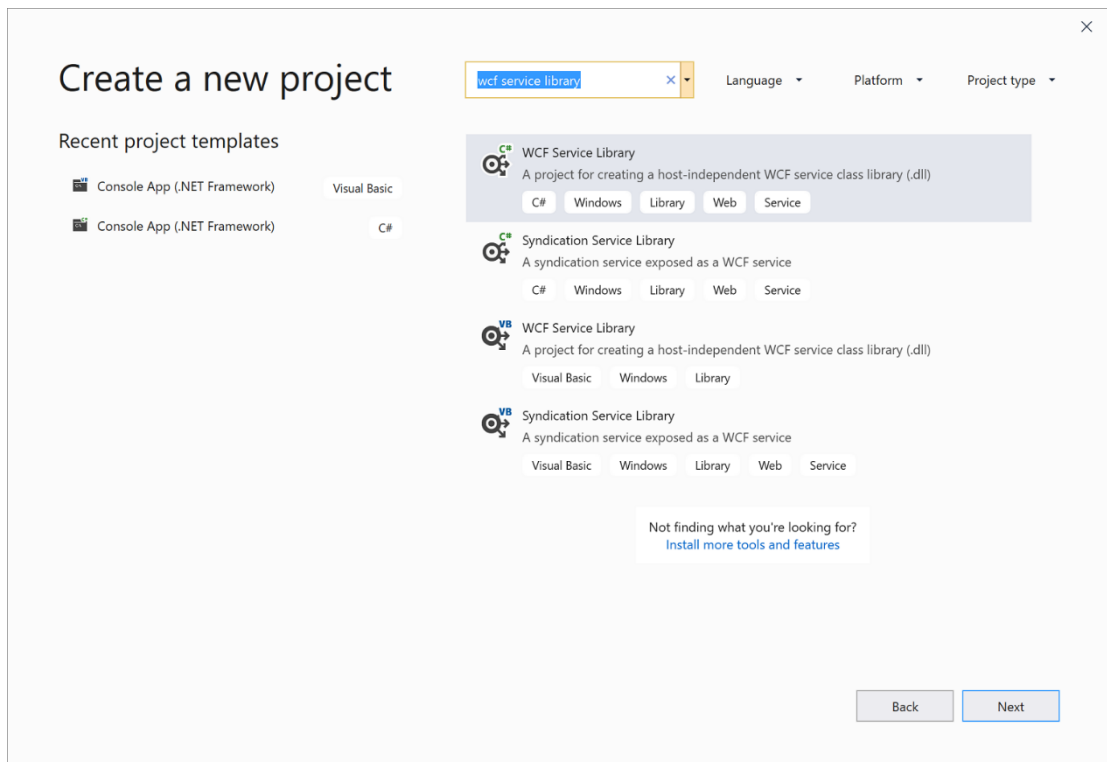 Create a new project
wcf service library
Language
Platform
Project type
Recent project templates
Console App (.NET Framework)
Visual Basic
Console App (.NET Framework)
C#
C#
WCF Service Library
A project for creating a host-independent WCF service class library (.dll)
C# Windows Library Web Service
C#
Syndication Service Library
A syndication service exposed as a WCF service
C# Windows Library Web Service
VB
WCF Service Library
A project for creating a host-independent WCF service class library (.dll)
Visual Basic Windows Library
VB
Syndication Service Library
A syndication service exposed as a WCF service
Visual Basic Windows Library Web Service
Not finding what you're looking for?
Install more tools and features
Back
Next